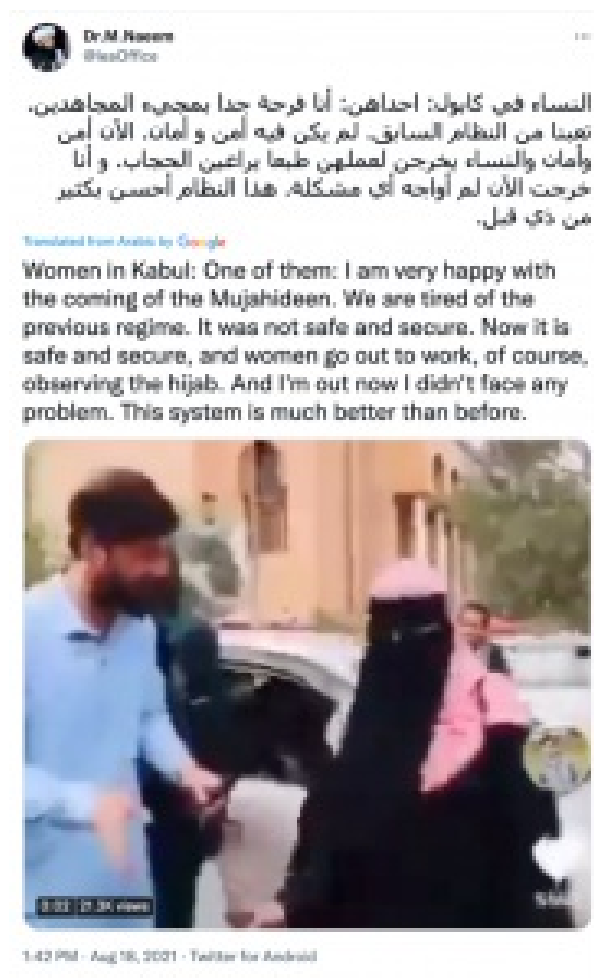 Dr.M.Naeem
@IeaOffice
النساء في كابول: احداهن: أنا فرحة جدا بمجيء المجاهدين.
تعبنا من النظام السابق. لم يكن فيه أمن و أمان. الآن أمن
وأمان والنساء يخرجن لعملهن طبعا يراعين الحجاب. و أنا
خرجت الآن لم أواجه أي مشكلة. هذا النظام أحسن بكثير
من ذي قبل.
Translated from Arabic by Google
Women in Kabul: One of them: I am very happy with
the coming of the Mujahideen. We are tired of the
previous regime. It was not safe and secure. Now it is
safe and secure, and women go out to work, of course,
observing the hijab. And I'm out now I didn't face any
problem. This system is much better than before.
views
1:42 PM · Aug 18, 2021 · Twitter for Android